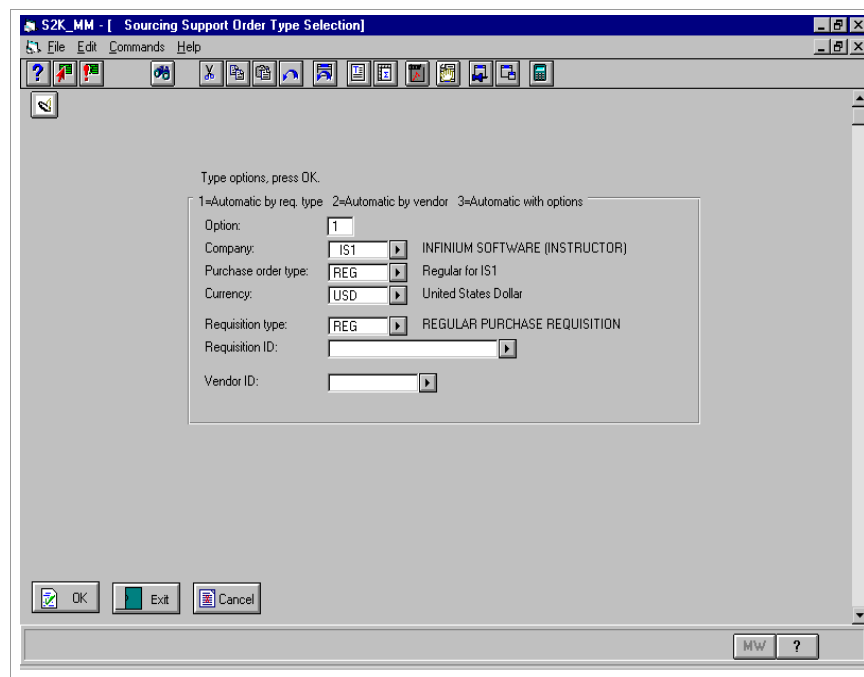 S2K_MM - [ Sourcing Support Order Type Selection]
File Edit Commands Help
Type options, press OK.
1=Automatic by req. type 2=Automatic by vendor 3=Automatic with options
Option: 1
Company: IS1 INFINIUM SOFTWARE (INSTRUCTOR)
Purchase order type: REG Regular for IS1
Currency: USD United States Dollar
Requisition type: REG REGULAR PURCHASE REQUISITION
Requisition ID:
Vendor ID:
OK Exit Cancel
MW ?